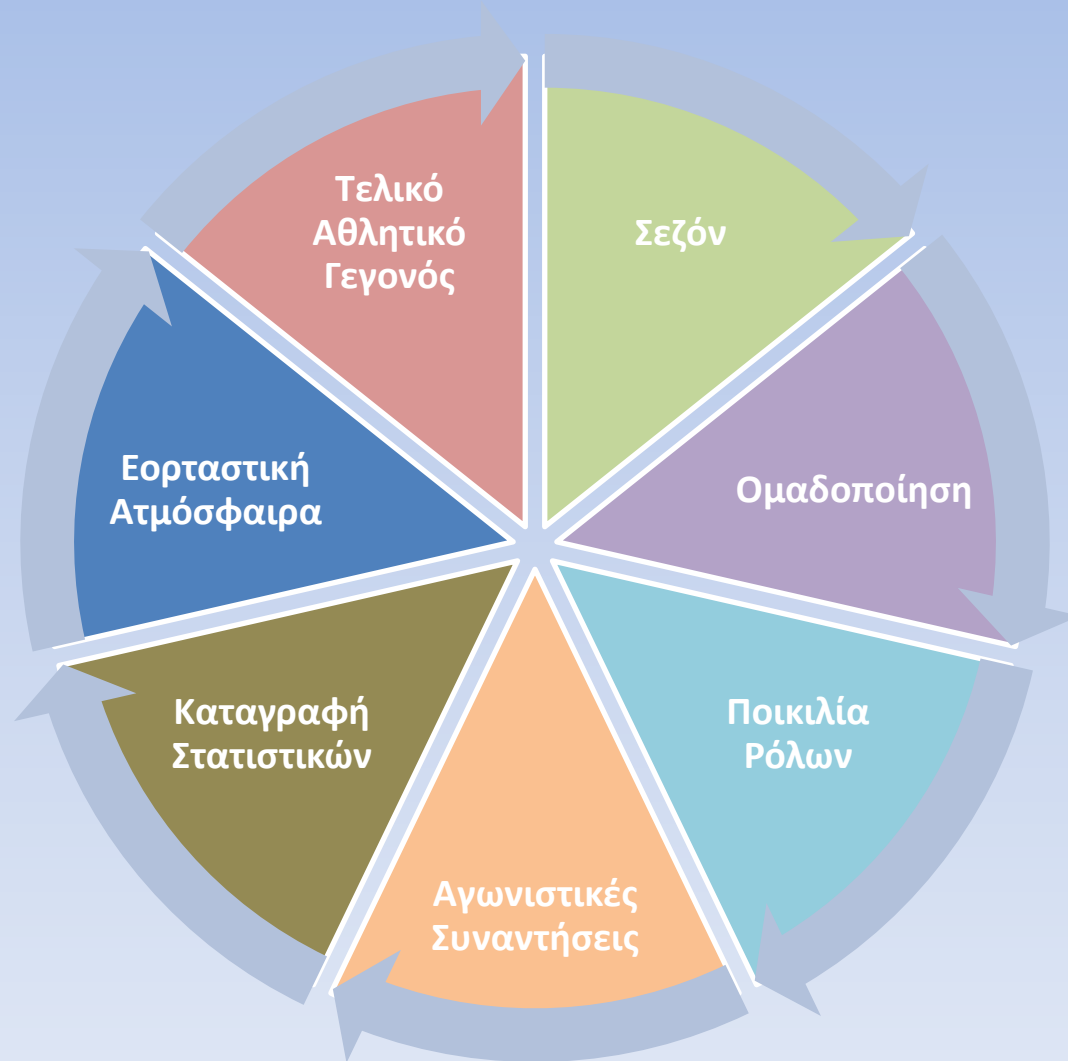 Σεζόν
Ομαδοποίηση
Ποικιλία
Ρόλων
Αγωνιστικές
Συναντήσεις
Καταγραφή
Στατιστικών
Εορταστική
Ατμόσφαιρα
Τελικό
Αθλητικό
Γεγονός